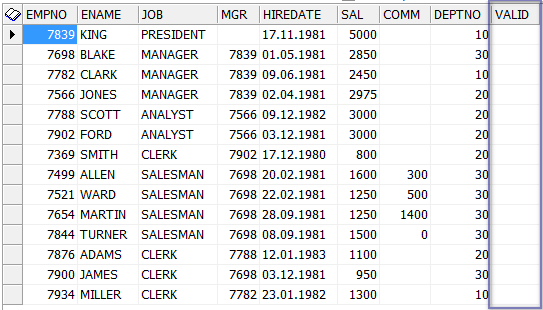 EMPNO ENAME JOB MGR HIREDATE SAL COMM DEPTNO VALID
7839 KING PRESIDENT 17.11.1981 5000 10
7698 BLAKE MANAGER 7839 01.05.1981 2850 30
7782 CLARK MANAGER 7839 09.06.1981 2450 10
7566 JONES MANAGER 7839 02.04.1981 2975 20
7788 SCOTT ANALYST 7566 09.12.1982 3000 20
7902 FORD ANALYST 7566 03.12.1981 3000 20
7369 SMITH CLERK 7902 17.12.1980 800 20
7499 ALLEN SALESMAN 7698 20.02.1981 1600 300 30
7521 WARD SALESMAN 7698 22.02.1981 1250 500 30
7654 MARTIN SALESMAN 7698 28.09.1981 1250 1400 30
7844 TURNER SALESMAN 7698 08.09.1981 1500 0 30
7876 ADAMS CLERK 7788 12.01.1983 1100 20
7900 JAMES CLERK 7698 03.12.1981 950 30
7934 MILLER CLERK 7782 23.01.1982 1300 10